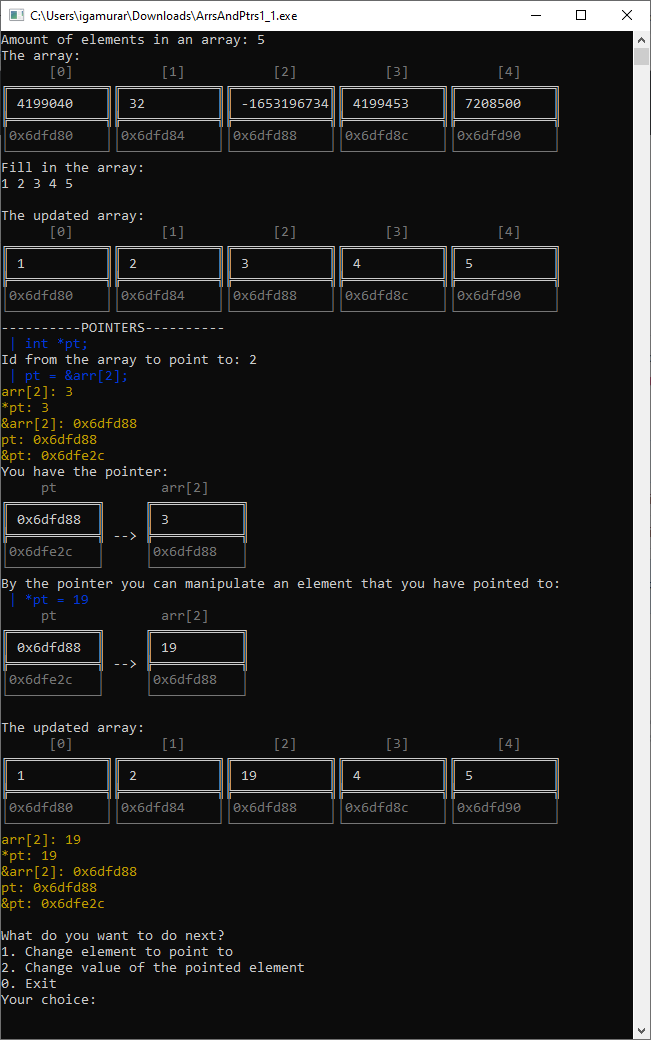 C:\Users\igamurar\Downloads\ArrsAndPtrs1_1.exe
Amount of elements in an array: 5
The array:
[0] [1] [2] [3] [4]
4199040 32 -1653196734 4199453 7208500
0x6dfd80 0x6dfd84 0x6dfd88 0x6dfd8c 0x6dfd90
Fill in the array:
1 2 3 4 5
The updated array:
[0] [1] [2] [3] [4]
1 2 3 4 5
0x6dfd80 0x6dfd84 0x6dfd88 0x6dfd8c 0x6dfd90
----------POINTERS----------
| int *pt;
Id from the array to point to: 2
| pt = &arr[2];
arr[2]: 3
*pt: 3
&arr[2]: 0x6dfd88
pt: 0x6dfd88
&pt: 0x6dfe2c
You have the pointer:
pt arr[2]
0x6dfd88 3
-->
0x6dfe2c 0x6dfd88
By the pointer you can manipulate an element that you have pointed to:
| *pt = 19
pt arr[2]
0x6dfd88 19
-->
0x6dfe2c 0x6dfd88
The updated array:
[0] [1] [2] [3] [4]
1 2 19 4 5
0x6dfd80 0x6dfd84 0x6dfd88 0x6dfd8c 0x6dfd90
arr[2]: 19
*pt: 19
&arr[2]: 0x6dfd88
pt: 0x6dfd88
&pt: 0x6dfe2c
What do you want to do next?
1. Change element to point to
2. Change value of the pointed element
0. Exit
Your choice: